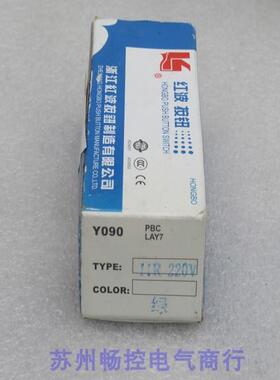 红波 按钮
HONGBO PUSH BUTTON SWITCH
HONGBO
浙江红波按钮制造有限公司
ZHEJIANG HONGBO PUSH BUTTON MANUFACTURE CO.,LTD
Y090
PBC
LAY7
TYPE: 11R 220V
COLOR:
苏州畅控电气商行